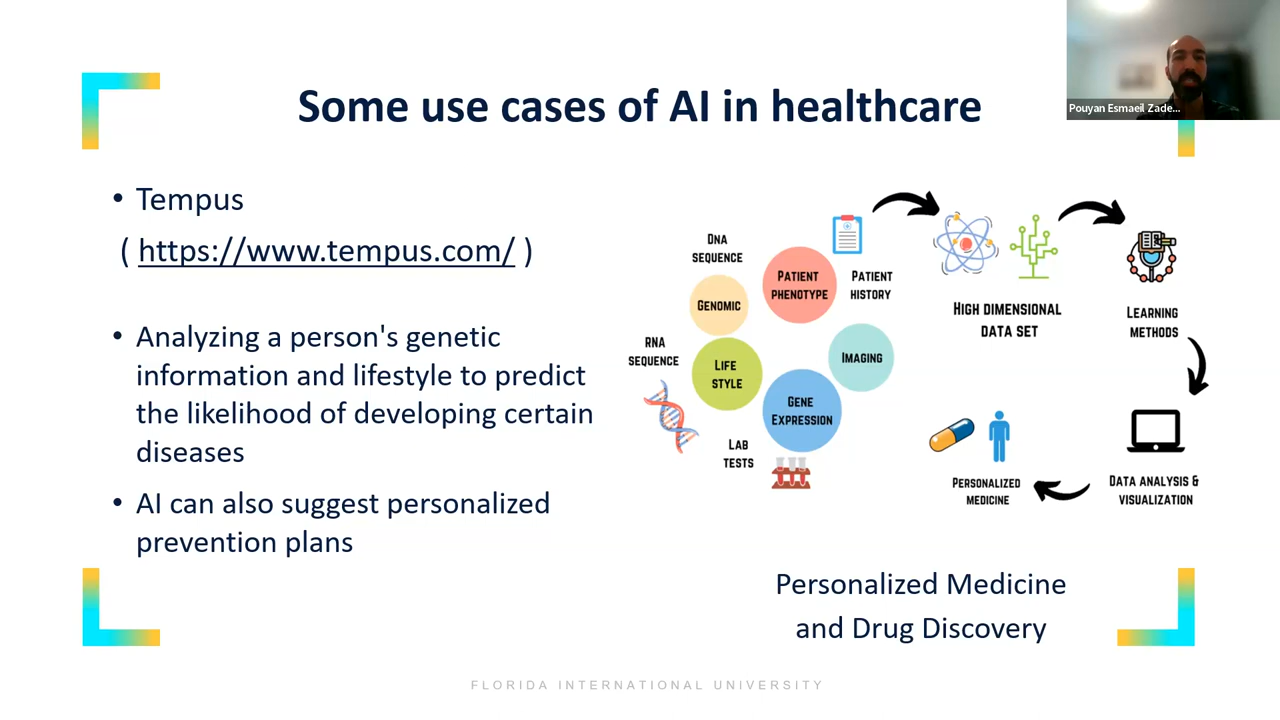 Pouyan Esmaeil Zade...
Some use cases of AI in healthcare
• Tempus
( https://www.tempus.com/ )
• Analyzing a person's genetic
information and lifestyle to predict
the likelihood of developing certain
diseases
• AI can also suggest personalized
prevention plans
DNA
SEQUENCE
GENOMIC
PATIENT
PHENOTYPE
PATIENT
HISTORY
RNA
SEQUENCE
LIFE
STYLE
IMAGING
GENE
EXPRESSION
LAB
TESTS
HIGH DIMENSIONAL
DATA SET
LEARNING
METHODS
DATA ANALYSIS &
VISUALIZATION
PERSONALIZED
MEDICINE
Personalized Medicine
and Drug Discovery
FLORIDA INTERNATIONAL UNIVERSITY